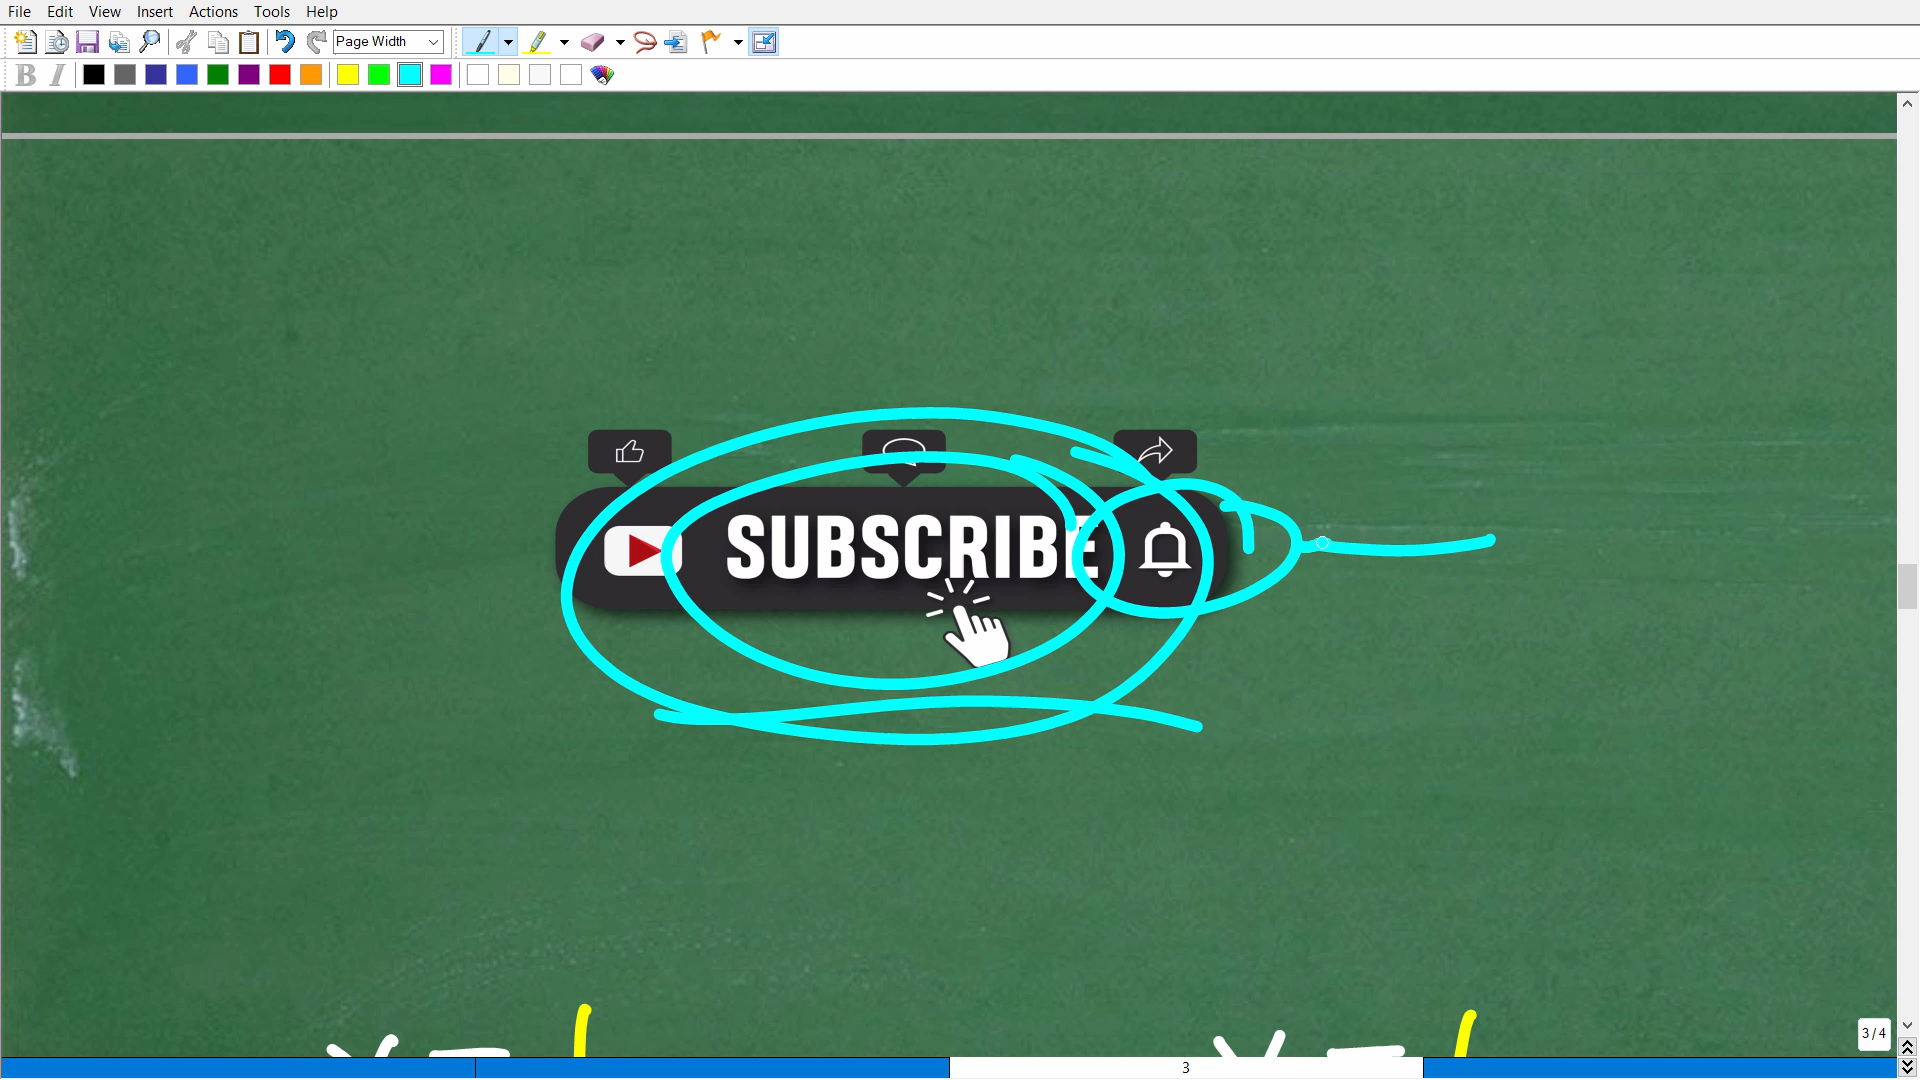 File Edit View Insert Actions Tools Help
Page Width
B I
SUBSCRIBE
3 / 4
3